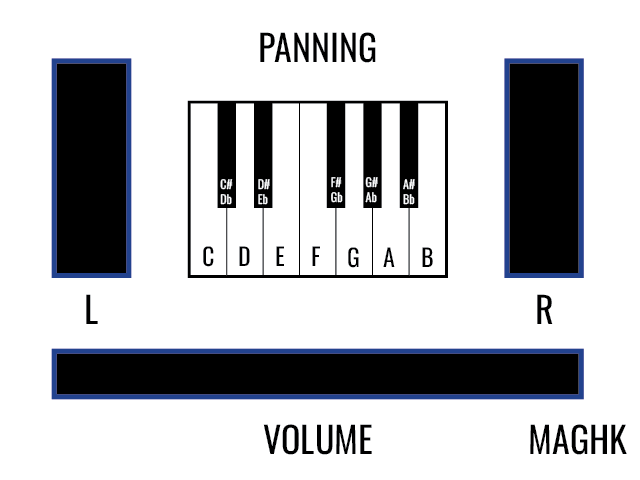 PANNING
C# D# F# G# A#
Db Eb Gb Ab Bb
C D E F G A B
L R
VOLUME MAGHK